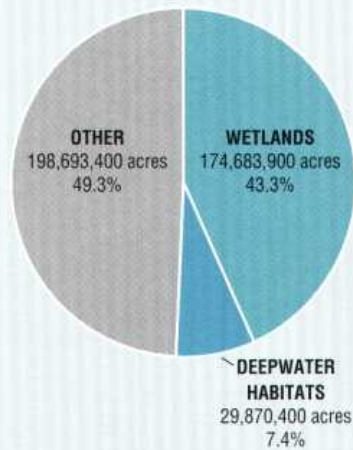 OTHER
198,693,400 acres
49.3%
WETLANDS
174,683,900 acres
43.3%
DEEPWATER
HABITATS
29,870,400 acres
7.4%